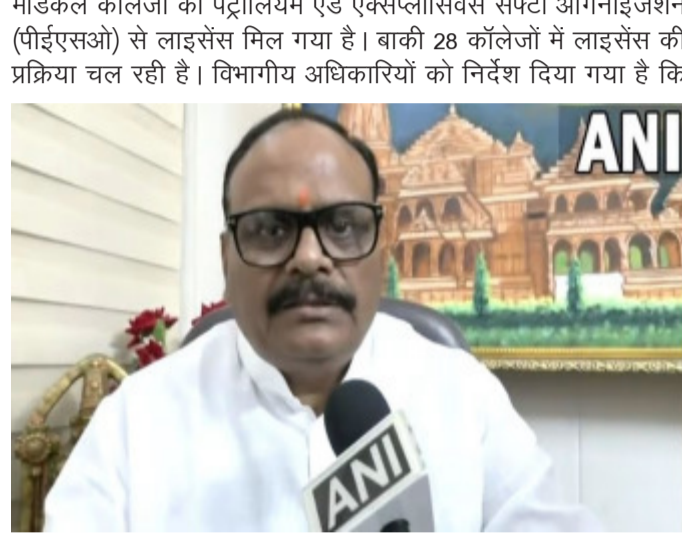 मेडिकल कॉलेजों को पेट्रोलियम एंड एक्सप्लोसिवस सेफ्टी ऑर्गनाइजेशन
(पीईएसओ) से लाइसेंस मिल गया है। बाकी 28 कॉलेजों में लाइसेंस की
प्रक्रिया चल रही है। विभागीय अधिकारियों को निर्देश दिया गया है कि
ANI
ANI